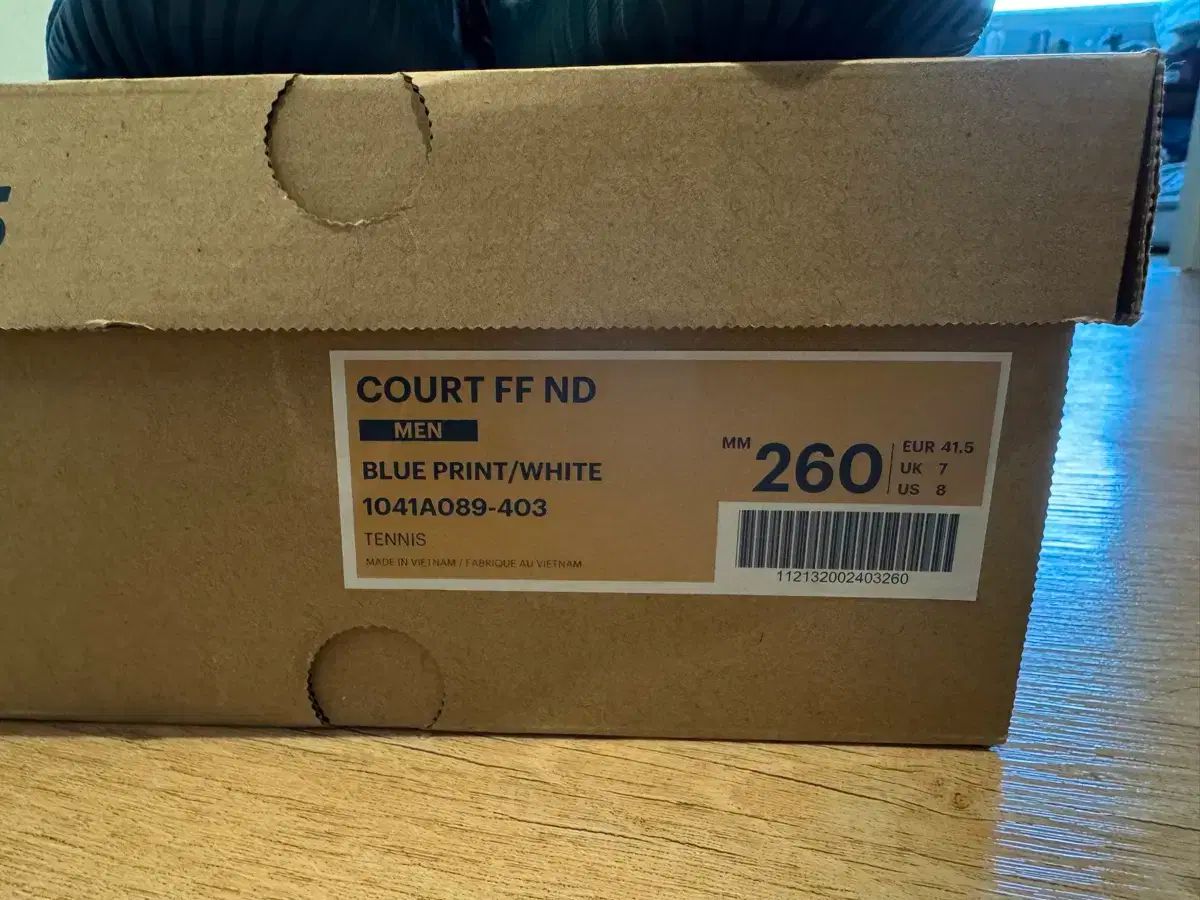 COURT FF ND
MEN
BLUE PRINT/WHITE
1041A089-403
TENNIS
MADE IN VIETNAM / FABRIQUE AU VIETNAM
MM 260
EUR 41.5
UK 7
US 8
112132002403260